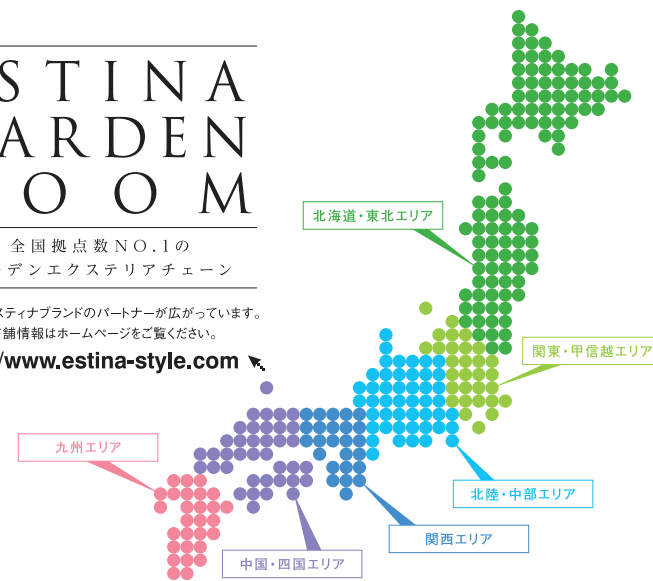 STINA
ARDEN
OOM
全国拠点数NO.1の
デンエクステリアチェーン
スティナブランドのパートナーが広がっています。
舗情報はホームページをご覧ください。
/www.estina-style.com
北海道・東北エリア
関東・甲信越エリア
九州エリア
北陸・中部エリア
関西エリア
中国・四国エリア